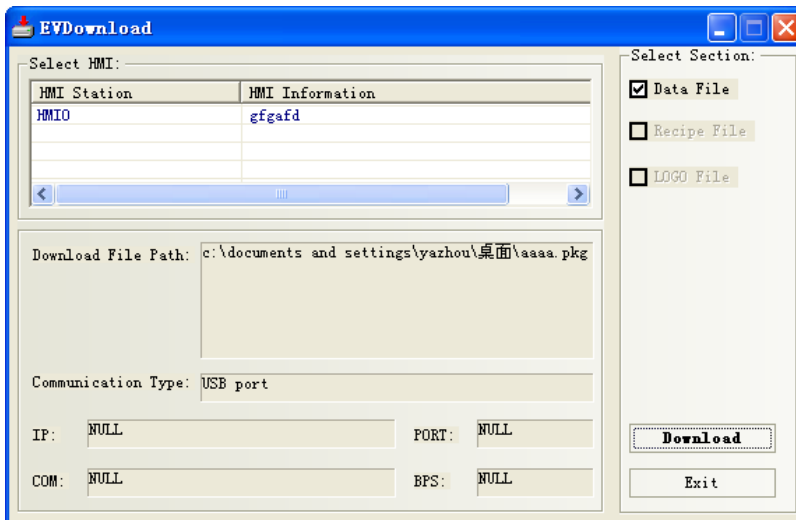 EVDownload
Select HMI:
HMI Station HMI Information
HMI0 gfgafd
Download File Path: c:\documents and settings\yazhou\桌面\aaaa.pkg
Communication Type: USB port
IP: NULL PORT: NULL
COM: NULL BPS: NULL
Select Section:
Data File
Recipe File
LOGO File
Download
Exit